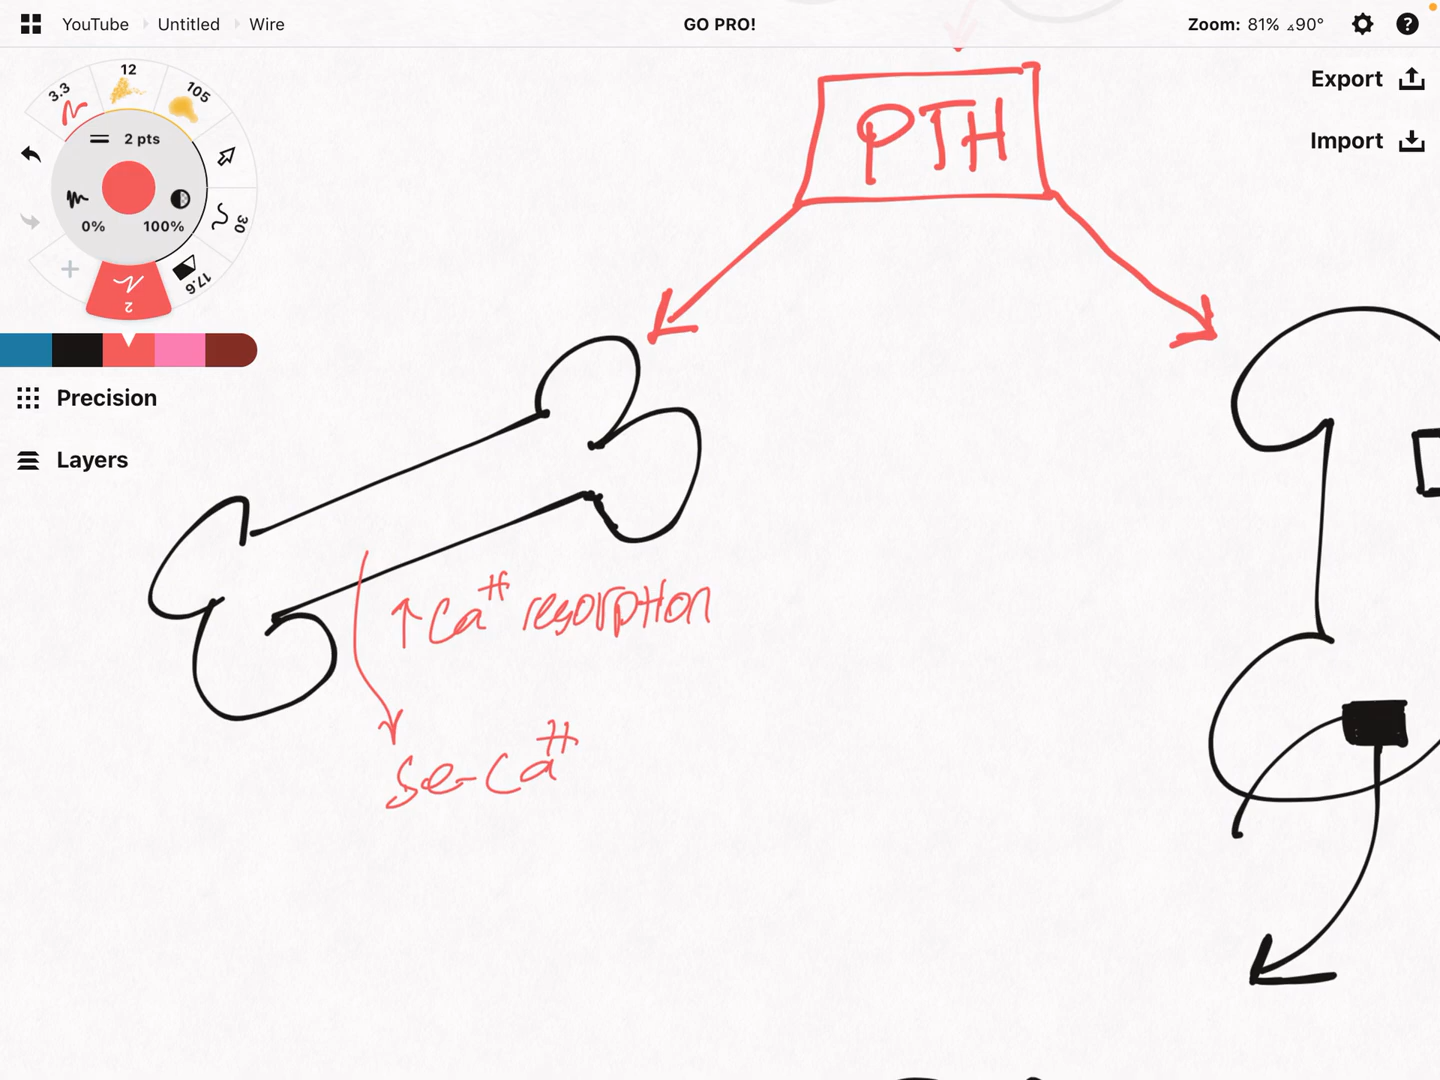 YouTube Untitled Wire
GO PRO!
Zoom: 81% ⦟90°
Export
Import
3.3
12
105
2 pts
0%
100%
30
17.6
2
Precision
Layers
PTH
↑ Ca++ resorption
Se-Ca++